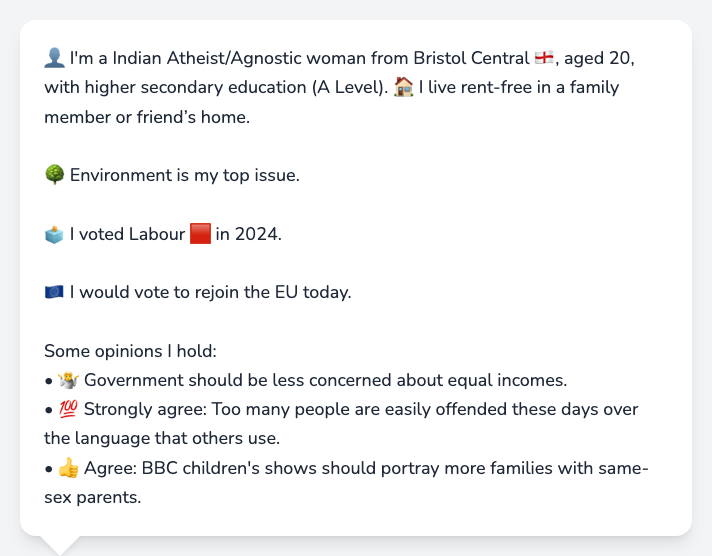 👤 I'm a Indian Atheist/Agnostic woman from Bristol Central 🏴󠁧󠁢󠁥󠁮󠁧󠁿, aged 20,
with higher secondary education (A Level). 🏠 I live rent-free in a family
member or friend’s home.
🌳 Environment is my top issue.
🗳️ I voted Labour 🟥 in 2024.
🇪🇺 I would vote to rejoin the EU today.
Some opinions I hold:
• 🤷 Government should be less concerned about equal incomes.
• 💯 Strongly agree: Too many people are easily offended these days over
the language that others use.
• 👍 Agree: BBC children's shows should portray more families with same-
sex parents.